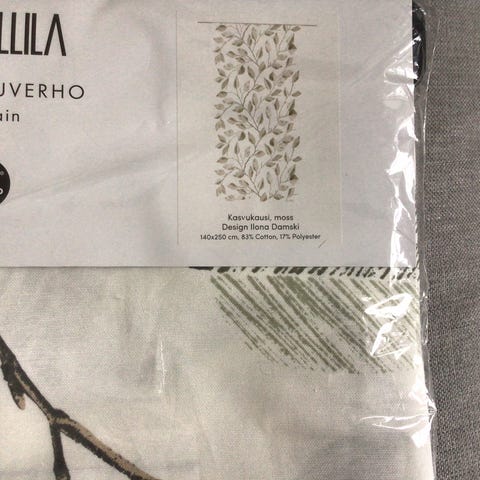 LLILA
UVERHO
ain
Kasvukausi, moss
Design Ilona Damski
140x250 cm, 83% Cotton, 17% Polyester